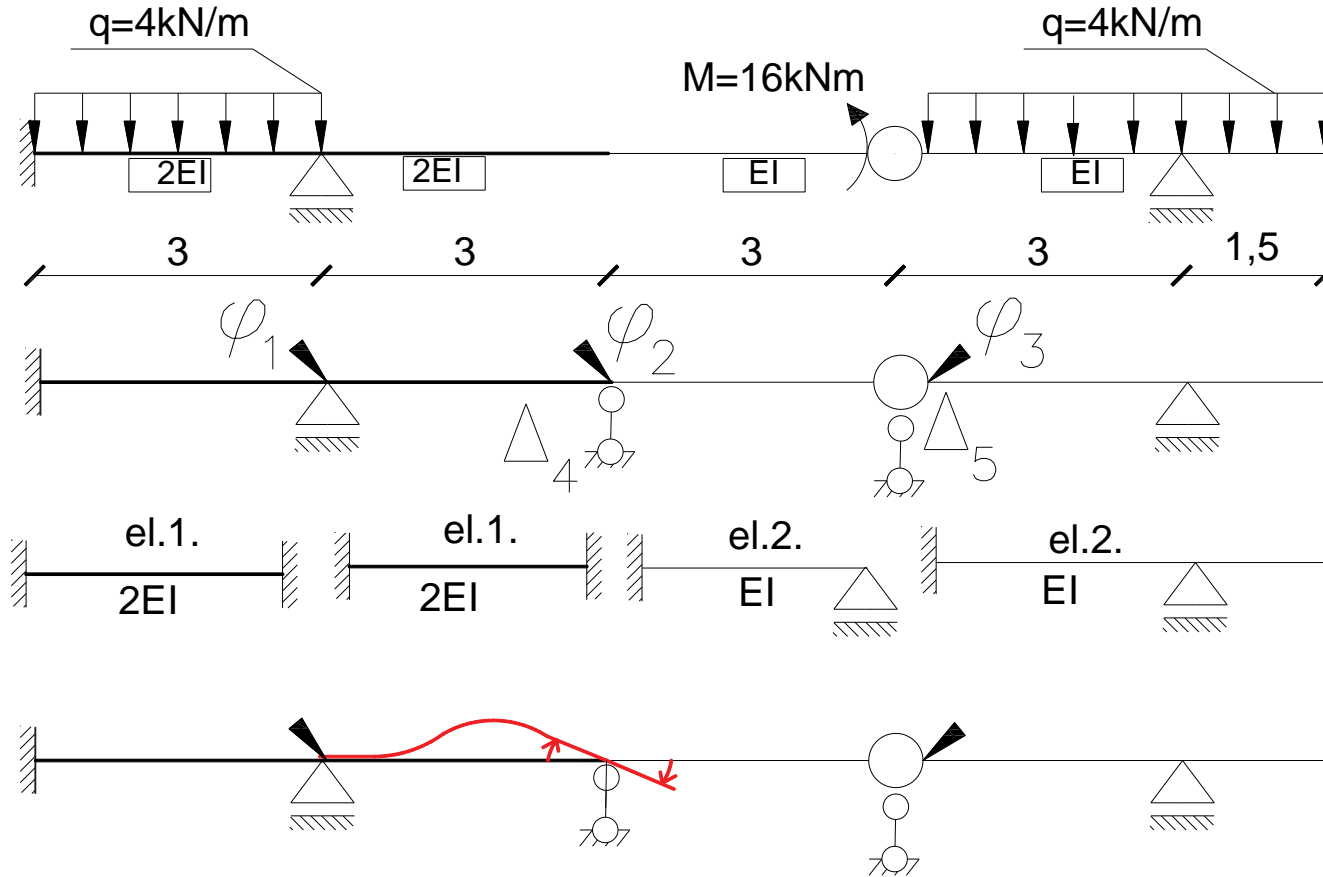 q=4kN/m q=4kN/m
M=16kNm
2EI 2EI EI EI
3 3 3 3 1,5
φ1 φ2 φ3
Δ4 Δ5
el.1. el.1. el.2. el.2.
2EI 2EI EI EI